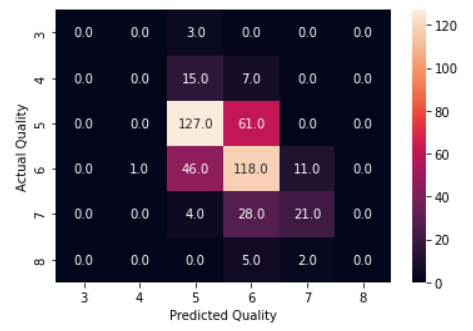 3 0.0 0.0 3.0 0.0 0.0 0.0
4 0.0 0.0 15.0 7.0 0.0 0.0
5 0.0 0.0 127.0 61.0 0.0 0.0
6 0.0 1.0 46.0 118.0 11.0 0.0
7 0.0 0.0 4.0 28.0 21.0 0.0
8 0.0 0.0 0.0 5.0 2.0 0.0
3 4 5 6 7 8
Predicted Quality
Actual Quality
120
100
80
60
40
20
0